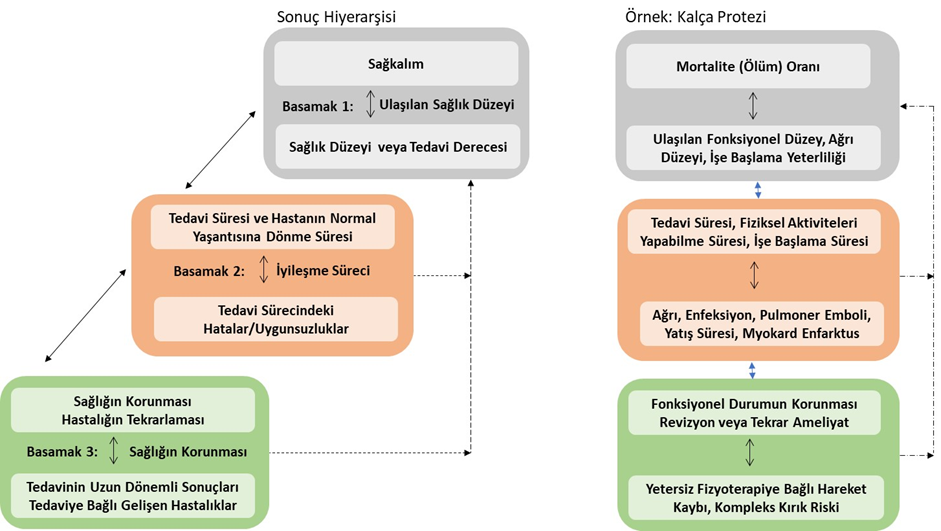 Sonuç Hiyerarşisi
Sağkalım
Basamak 1: Ulaşılan Sağlık Düzeyi
Sağlık Düzeyi veya Tedavi Derecesi
Tedavi Süresi ve Hastanın Normal
Yaşantısına Dönme Süresi
Basamak 2: İyileşme Süreci
Tedavi Sürecindeki
Hatalar/Uygunsuzluklar
Sağlığın Korunması
Hastalığın Tekrarlaması
Basamak 3: Sağlığın Korunması
Tedavinin Uzun Dönemli Sonuçları
Tedaviye Bağlı Gelişen Hastalıklar
Örnek: Kalça Protezi
Mortalite (Ölüm) Oranı
Ulaşılan Fonksiyonel Düzey, Ağrı
Düzeyi, İşe Başlama Yeterliliği
Tedavi Süresi, Fiziksel Aktiviteleri
Yapabilme Süresi, İşe Başlama Süresi
Ağrı, Enfeksiyon, Pulmoner Emboli,
Yatış Süresi, Myokard Enfarktus
Fonksiyonel Durumun Korunması
Revizyon veya Tekrar Ameliyat
Yetersiz Fizyoterapiye Bağlı Hareket
Kaybı, Kompleks Kırık Riski